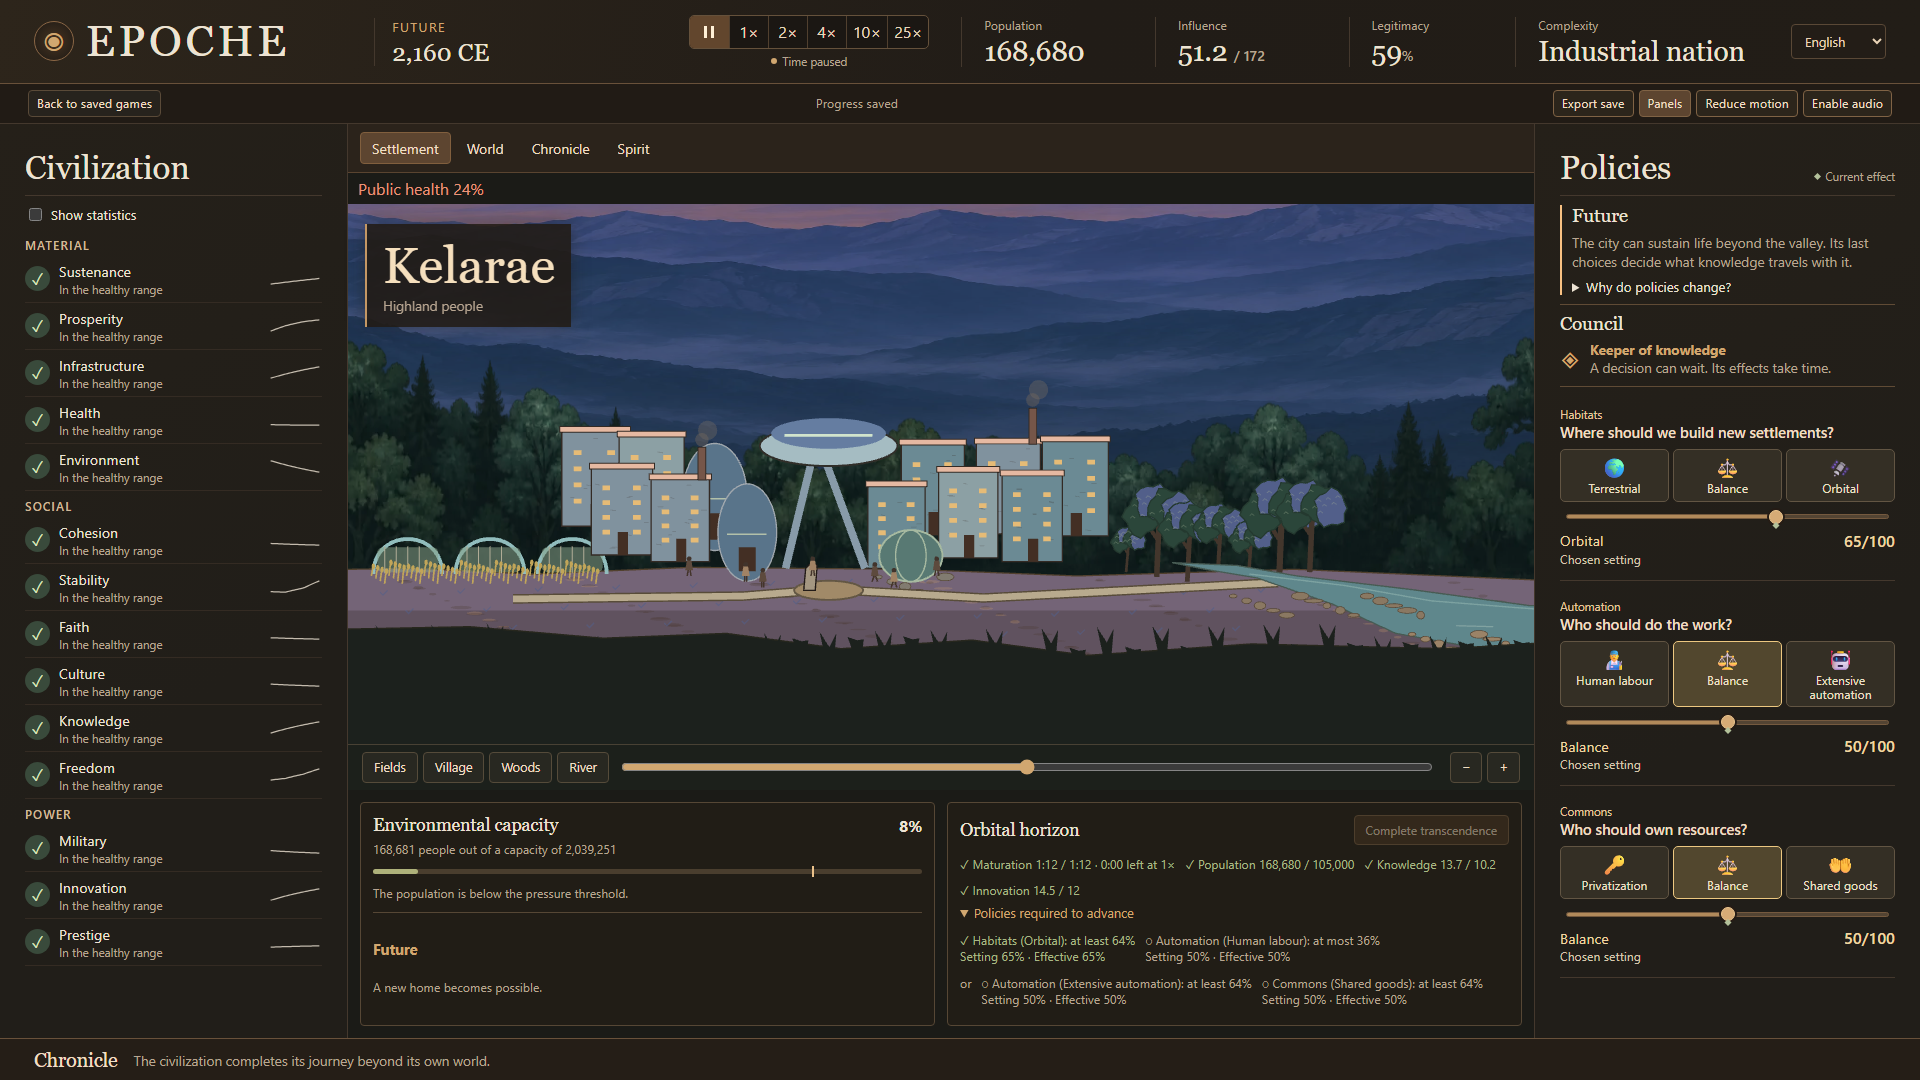 EPOCHE
FUTURE
2,160 CE
1×
2×
4×
10×
25×
Time paused
Population
168,680
Influence
51.2 / 172
Legitimacy
59%
Complexity
Industrial nation
English
Back to saved games
Progress saved
Export save
Panels
Reduce motion
Enable audio
Civilization
Show statistics
MATERIAL
Sustenance
In the healthy range
Prosperity
In the healthy range
Infrastructure
In the healthy range
Health
In the healthy range
Environment
In the healthy range
SOCIAL
Cohesion
In the healthy range
Stability
In the healthy range
Faith
In the healthy range
Culture
In the healthy range
Knowledge
In the healthy range
Freedom
In the healthy range
POWER
Military
In the healthy range
Innovation
In the healthy range
Prestige
In the healthy range
Settlement
World
Chronicle
Spirit
Public health 24%
Kelarae
Highland people
Fields
Village
Woods
River
−
+
Environmental capacity
8%
168,681 people out of a capacity of 2,039,251
The population is below the pressure threshold.
Future
A new home becomes possible.
Orbital horizon
Complete transcendence
✓ Maturation 1:12 / 1:12 · 0:00 left at 1× ✓ Population 168,680 / 105,000 ✓ Knowledge 13.7 / 10.2
✓ Innovation 14.5 / 12
▼ Policies required to advance
✓ Habitats (Orbital): at least 64% ○ Automation (Human labour): at most 36%
Setting 65% · Effective 65% Setting 50% · Effective 50%
or ○ Automation (Extensive automation): at least 64% ○ Commons (Shared goods): at least 64%
Setting 50% · Effective 50% Setting 50% · Effective 50%
Policies
◆ Current effect
Future
The city can sustain life beyond the valley. Its last
choices decide what knowledge travels with it.
▶ Why do policies change?
Council
Keeper of knowledge
A decision can wait. Its effects take time.
Habitats
Where should we build new settlements?
Terrestrial
Balance
Orbital
Orbital
65/100
Chosen setting
Automation
Who should do the work?
Human labour
Balance
Extensive
automation
Balance
50/100
Chosen setting
Commons
Who should own resources?
Privatization
Balance
Shared goods
Balance
50/100
Chosen setting
Chronicle
The civilization completes its journey beyond its own world.